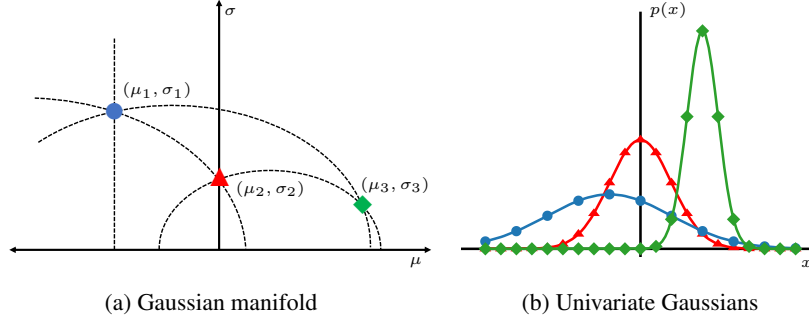 σ
(μ₁, σ₁)
(μ₂, σ₂)
(μ₃, σ₃)
μ
(a) Gaussian manifold
p(x)
x
(b) Univariate Gaussians